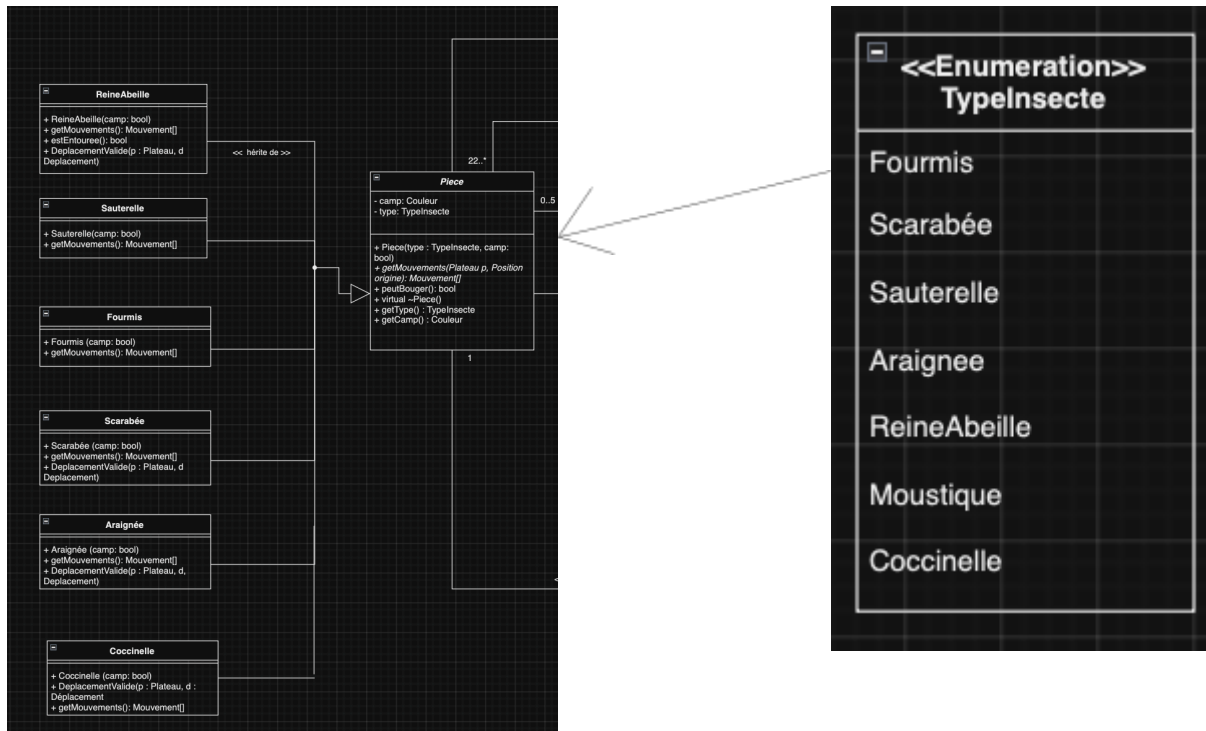 ReineAbeille
+ ReineAbeille(camp: bool)
+ getMouvements(): Mouvement[]
+ estEntouree(): bool
+ DeplacementValide(p : Plateau, d
Deplacement)
<< hérite de >>
Sauterelle
+ Sauterelle(camp: bool)
+ getMouvements(): Mouvement[]
Fourmis
+ Fourmis (camp: bool)
+ getMouvements(): Mouvement[]
Scarabée
+ Scarabée (camp: bool)
+ getMouvements(): Mouvement[]
+ DeplacementValide(p : Plateau, d
Deplacement)
Araignée
+ Araignée (camp: bool)
+ getMouvements(): Mouvement[]
+ DeplacementValide(p : Plateau, d,
Deplacement)
Coccinelle
+ Coccinelle (camp: bool)
+ DeplacementValide(p : Plateau, d :
Déplacement
+ getMouvements(): Mouvement[]
22..*
Piece
- camp: Couleur
- type: TypeInsecte
0..5
+ Piece(type : TypeInsecte, camp:
bool)
+ getMouvements(Plateau p, Position
origine): Mouvement[]
+ peutBouger(): bool
+ virtual ~Piece()
+ getType() : TypeInsecte
+ getCamp() : Couleur
1
<
<<Enumeration>>
TypeInsecte
Fourmis
Scarabée
Sauterelle
Araignee
ReineAbeille
Moustique
Coccinelle